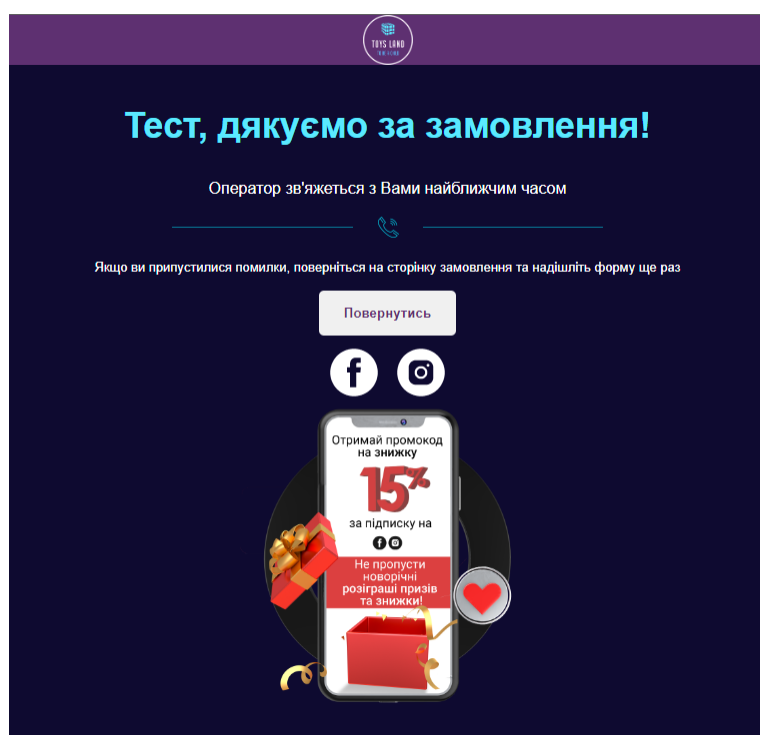 TOYS LAND
Тест, дякуємо за замовлення!
Оператор зв'яжеться з Вами найближчим часом
Якщо ви припустилися помилки, поверніться на сторінку замовлення та надішліть форму ще раз
Повернутись
Отримай промокод
на знижку
15%
за підписку на
Не пропусти
новорічні
розіграші призів
та знижки!